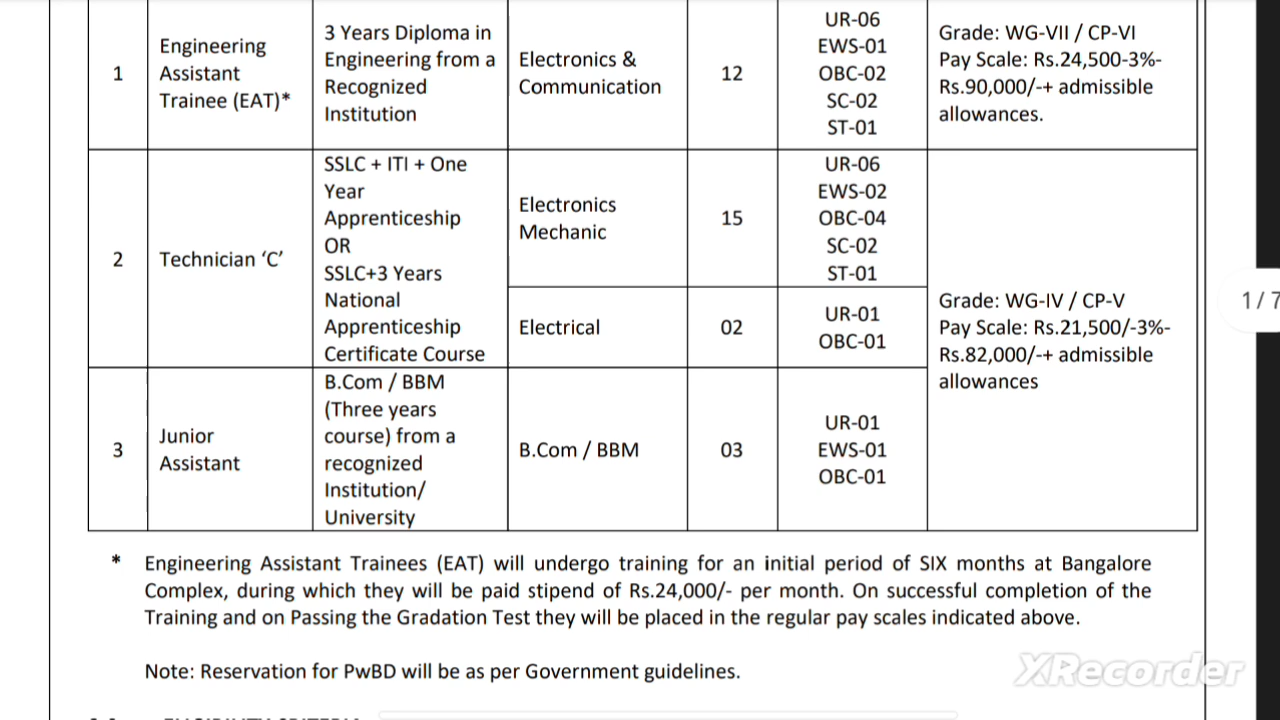 1
Engineering
Assistant
Trainee (EAT)*
3 Years Diploma in
Engineering from a
Recognized
Institution
Electronics &
Communication
12
UR-06
EWS-01
OBC-02
SC-02
ST-01
Grade: WG-VII / CP-VI
Pay Scale: Rs.24,500-3%-
Rs.90,000/-+ admissible
allowances.
2
Technician ‘C’
SSLC + ITI + One
Year
Apprenticeship
OR
SSLC+3 Years
National
Apprenticeship
Certificate Course
Electronics
Mechanic
15
UR-06
EWS-02
OBC-04
SC-02
ST-01
Electrical
02
UR-01
OBC-01
Grade: WG-IV / CP-V
Pay Scale: Rs.21,500/-3%-
Rs.82,000/-+ admissible
allowances
3
Junior
Assistant
B.Com / BBM
(Three years
course) from a
recognized
Institution/
University
B.Com / BBM
03
UR-01
EWS-01
OBC-01
1 / 7
* Engineering Assistant Trainees (EAT) will undergo training for an initial period of SIX months at Bangalore
Complex, during which they will be paid stipend of Rs.24,000/- per month. On successful completion of the
Training and on Passing the Gradation Test they will be placed in the regular pay scales indicated above.
Note: Reservation for PwBD will be as per Government guidelines.
XRecorder